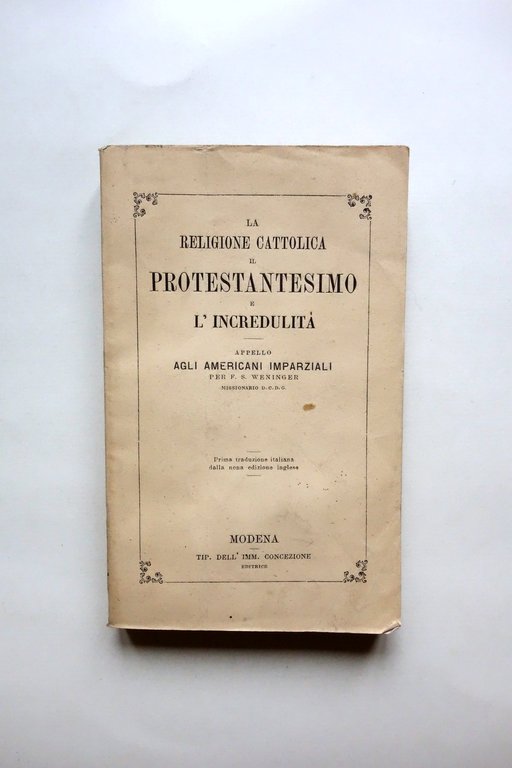 LA
RELIGIONE CATTOLICA
IL
PROTESTANTESIMO
E
L' INCREDULITÀ
APPELLO
AGLI AMERICANI IMPARZIALI
PER F. S. WENINGER
MISSIONARIO D. C. D. G.
Prima traduzione italiana
dalla nona edizione inglese
MODENA
TIP. DELL' IMM. CONCEZIONE
EDITRICE